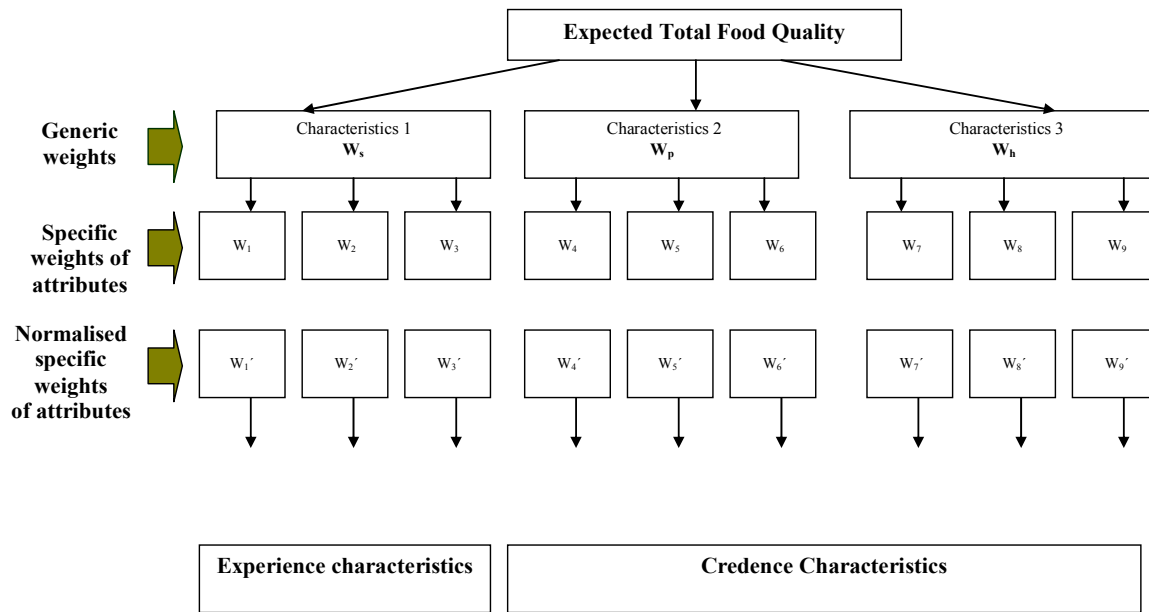 Expected Total Food Quality
Generic
weights
Characteristics 1
Wₛ
Characteristics 2
Wₚ
Characteristics 3
Wₕ
Specific
weights of
attributes
W₁
W₂
W₃
W₄
W₅
W₆
W₇
W₈
W₉
Normalised
specific
weights
of attributes
W₁´
W₂´
W₃´
W₄´
W₅´
W₆´
W₇´
W₈´
W₉´
Experience characteristics
Credence Characteristics